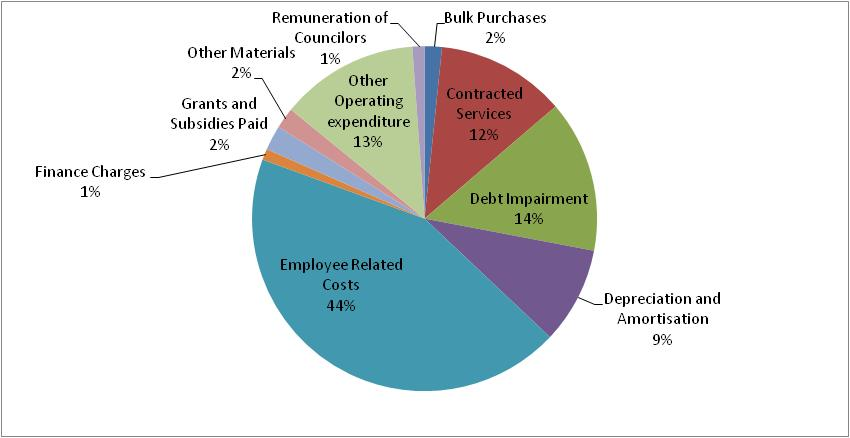 Remuneration of
Councilors
1%
Bulk Purchases
2%
Other Materials
2%
Grants and
Subsidies Paid
2%
Finance Charges
1%
Other
Operating
expenditure
13%
Contracted
Services
12%
Debt Impairment
14%
Employee Related
Costs
44%
Depreciation and
Amortisation
9%